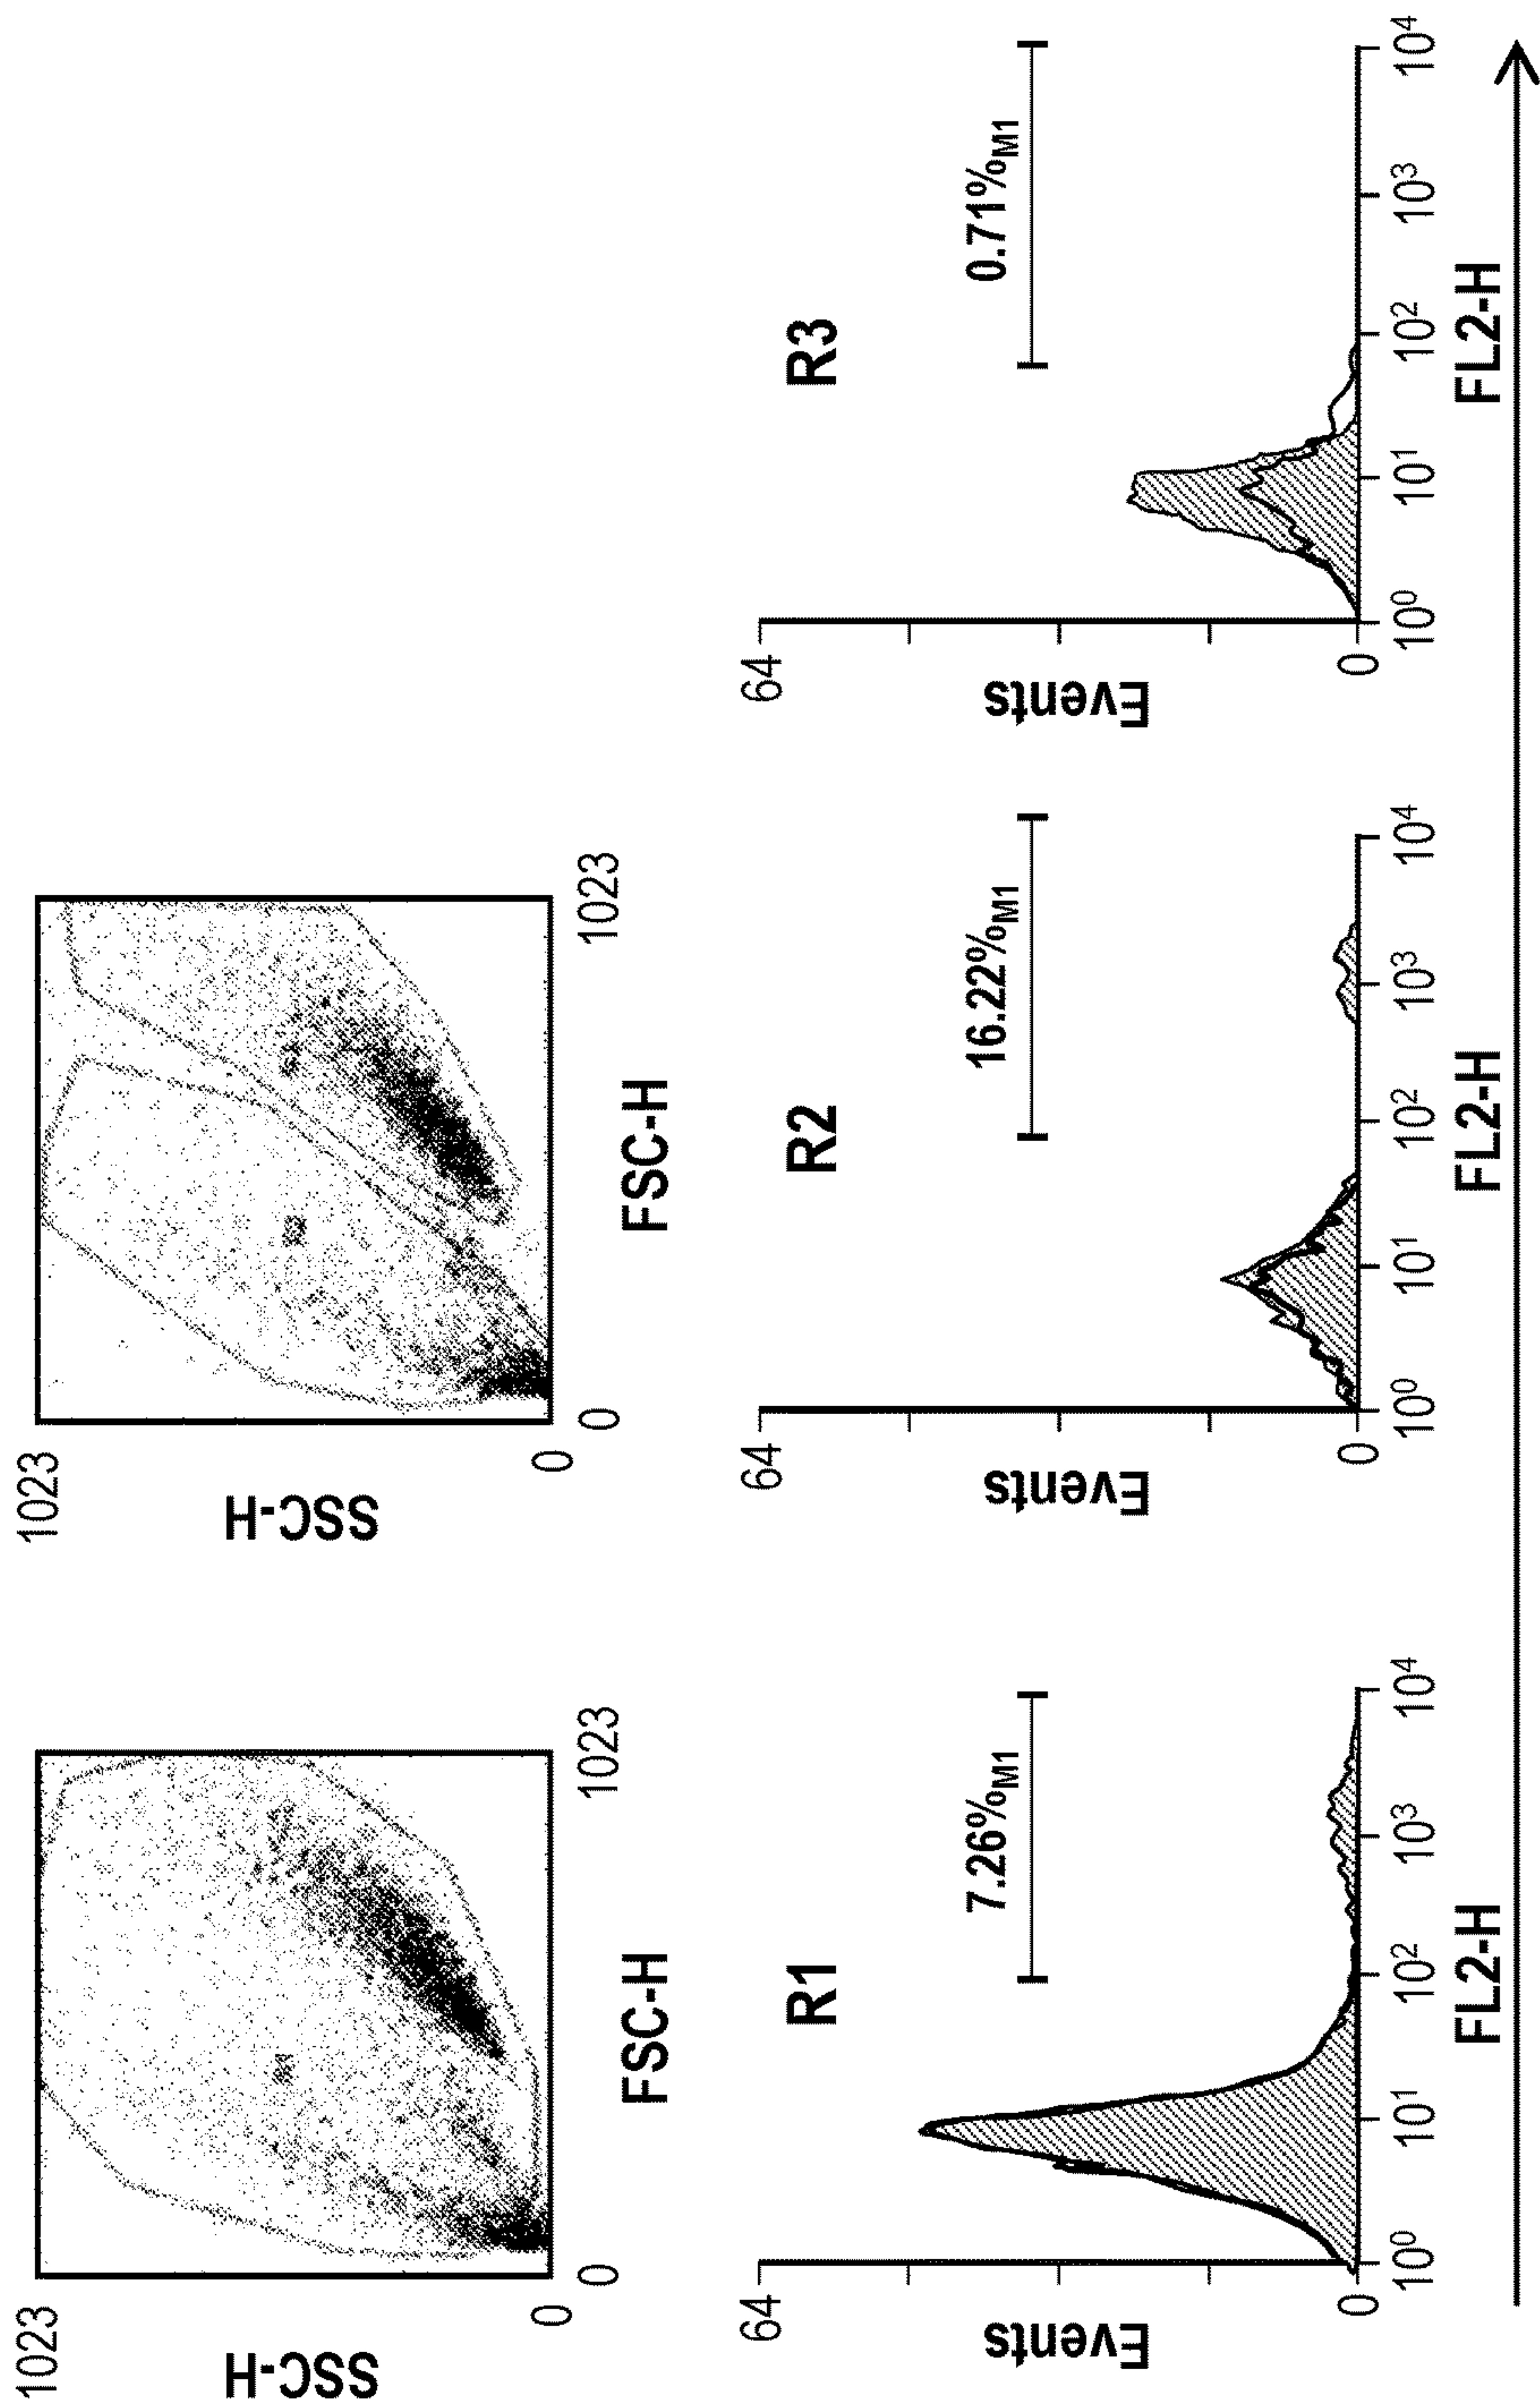 1023
SSC-H
0
0
1023
FSC-H
1023
SSC-H
0
0
1023
FSC-H
R1
64
Events
0
7.26%M1
10⁰ 10¹ 10² 10³ 10⁴
FL2-H
R2
64
Events
0
16.22%M1
10⁰ 10¹ 10² 10³ 10⁴
FL2-H
R3
64
Events
0
0.71%M1
10⁰ 10¹ 10² 10³ 10⁴
FL2-H